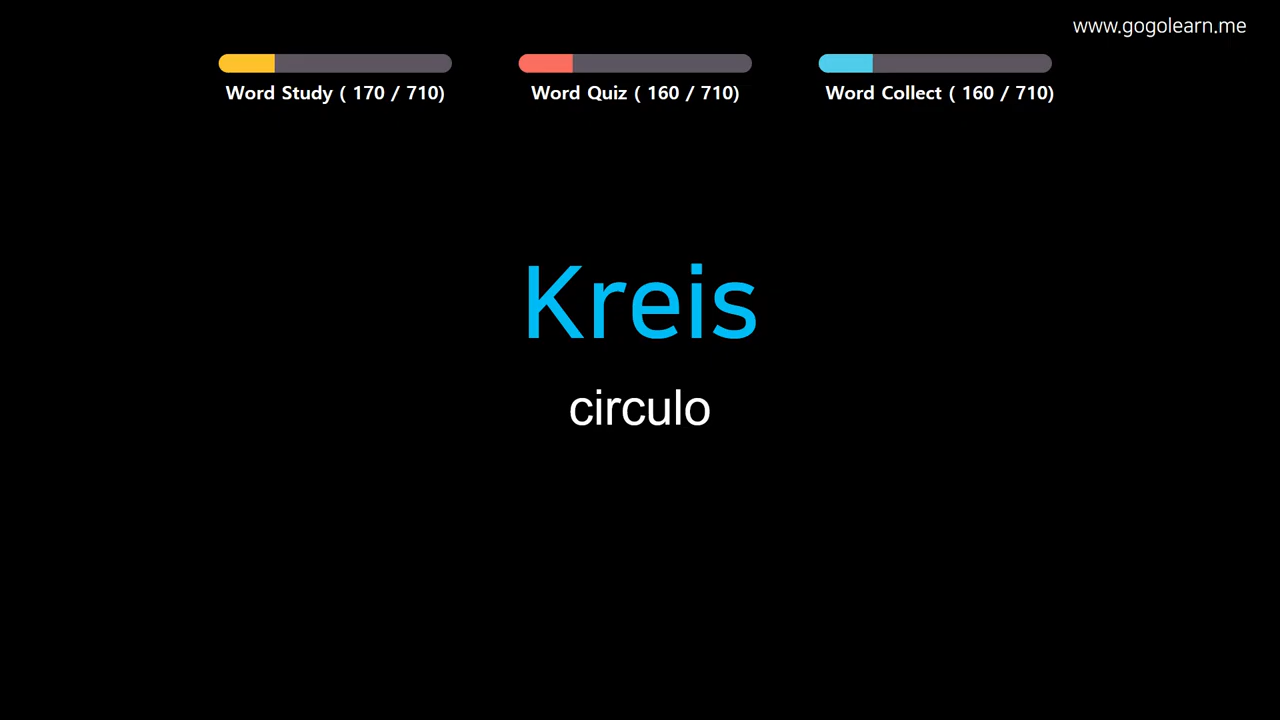 www.gogolearn.me
Word Study ( 170 / 710)
Word Quiz ( 160 / 710)
Word Collect ( 160 / 710)
Kreis
circulo